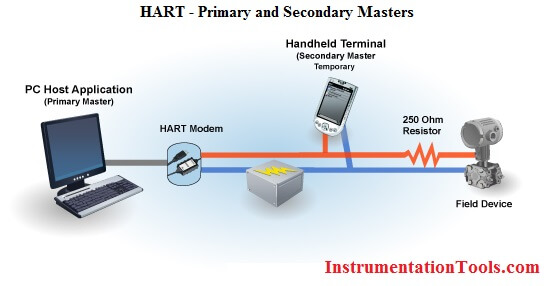 HART - Primary and Secondary Masters
Handheld Terminal
(Secondary Master
Temporary
PC Host Application
(Primary Master)
HART Modem
250 Ohm
Resistor
Field Device
InstrumentationTools.com